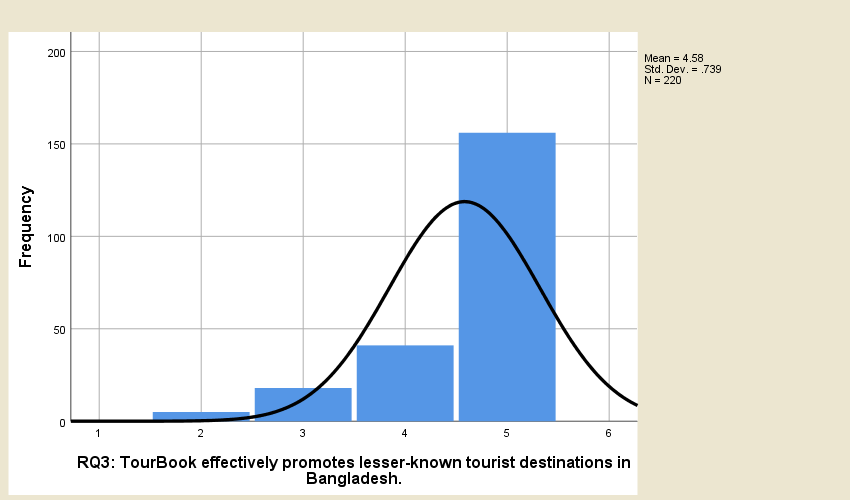 200
150
100
50
0
Frequency
1 2 3 4 5 6
RQ3: TourBook effectively promotes lesser-known tourist destinations in
Bangladesh.
Mean = 4.58
Std. Dev. = .739
N = 220